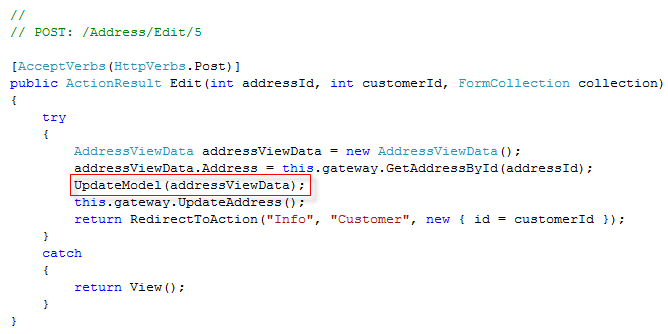 //
// POST: /Address/Edit/5
[AcceptVerbs(HttpVerbs.Post)]
public ActionResult Edit(int addressId, int customerId, FormCollection collection)
{
try
{
AddressViewData addressViewData = new AddressViewData();
addressViewData.Address = this.gateway.GetAddressById(addressId);
UpdateModel(addressViewData);
this.gateway.UpdateAddress();
return RedirectToAction("Info", "Customer", new { id = customerId });
}
catch
{
return View();
}
}